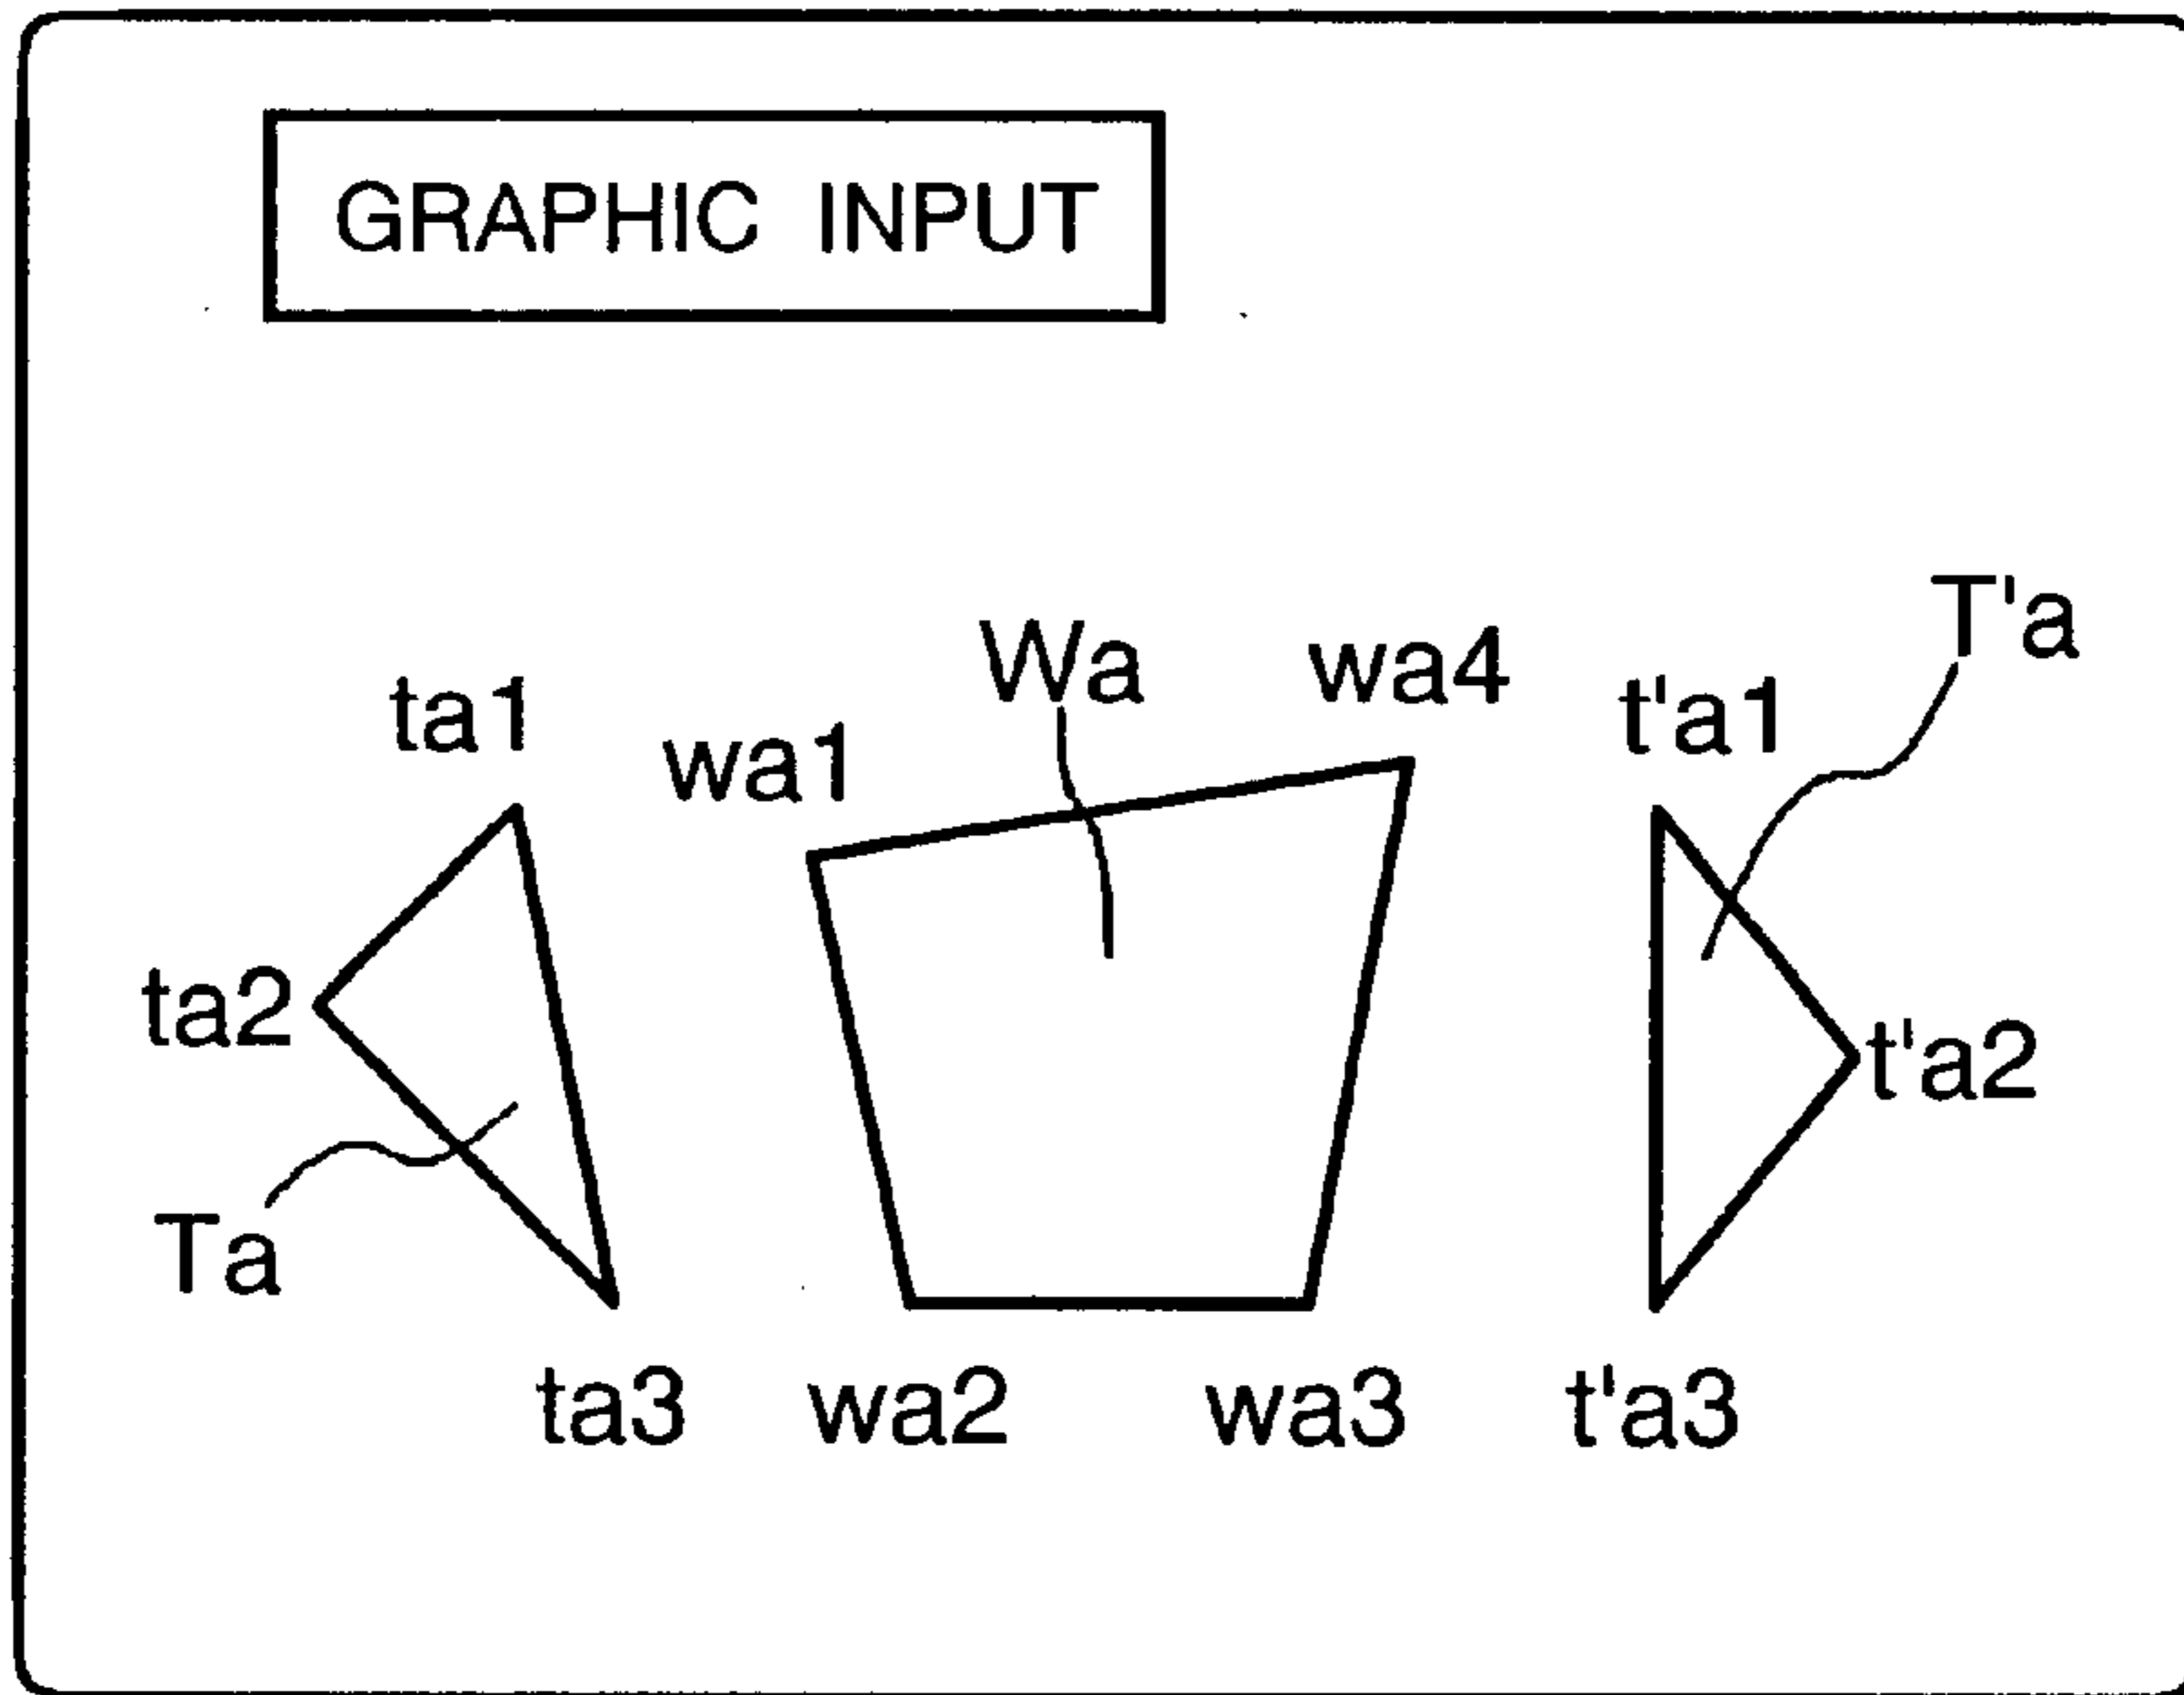 GRAPHIC INPUT
T'a
Wa
wa4
ta1
t'a1
wa1
ta2
t'a2
Ta
ta3
wa2
wa3
t'a3